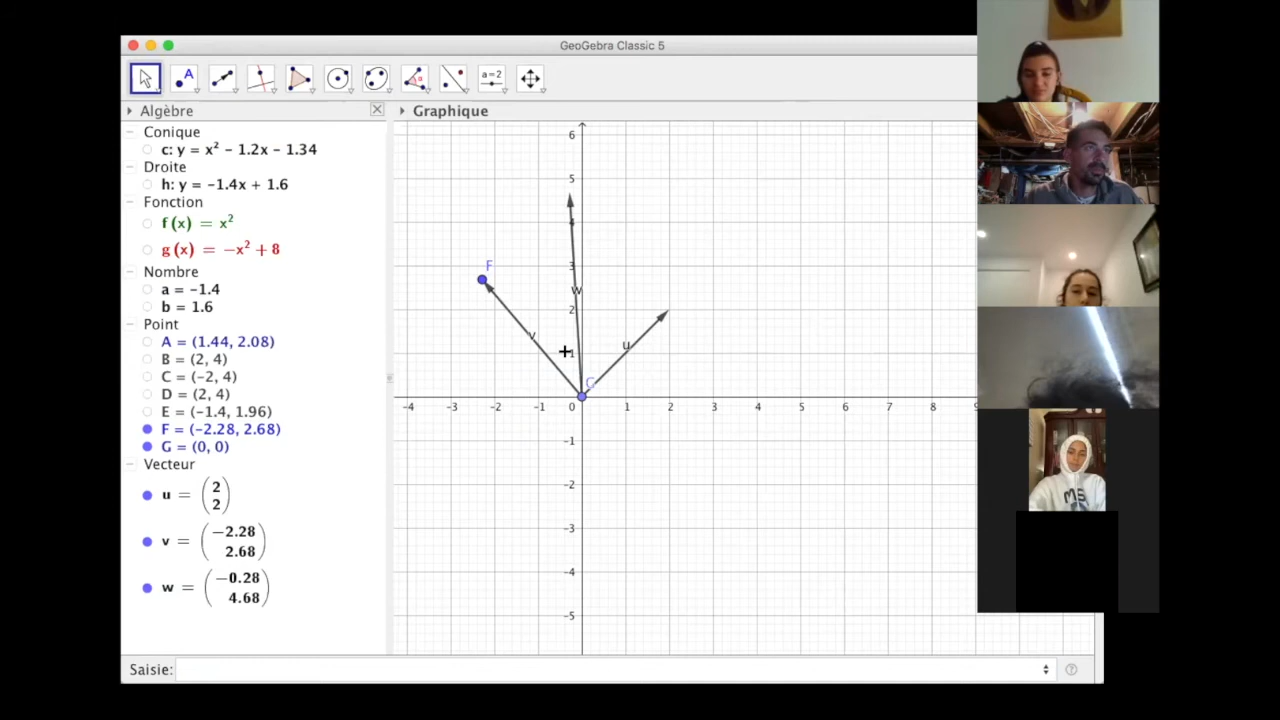 GeoGebra Classic 5
A
a=2
Algèbre
Graphique
Conique
c: y = x² − 1.2x − 1.34
Droite
h: y = −1.4x + 1.6
Fonction
f(x) = x²
g(x) = −x² + 8
Nombre
a = −1.4
b = 1.6
Point
A = (1.44, 2.08)
B = (2, 4)
C = (−2, 4)
D = (2, 4)
E = (−1.4, 1.96)
F = (−2.28, 2.68)
G = (0, 0)
Vecteur
u = (2
2)
v = (−2.28
2.68)
w = (−0.28
4.68)
6
5
4
3
2
1
F
w
v
u
G
−4 −3 −2 −1 0 1 2 3 4 5 6 7 8
−1
−2
−3
−4
−5
Saisie: